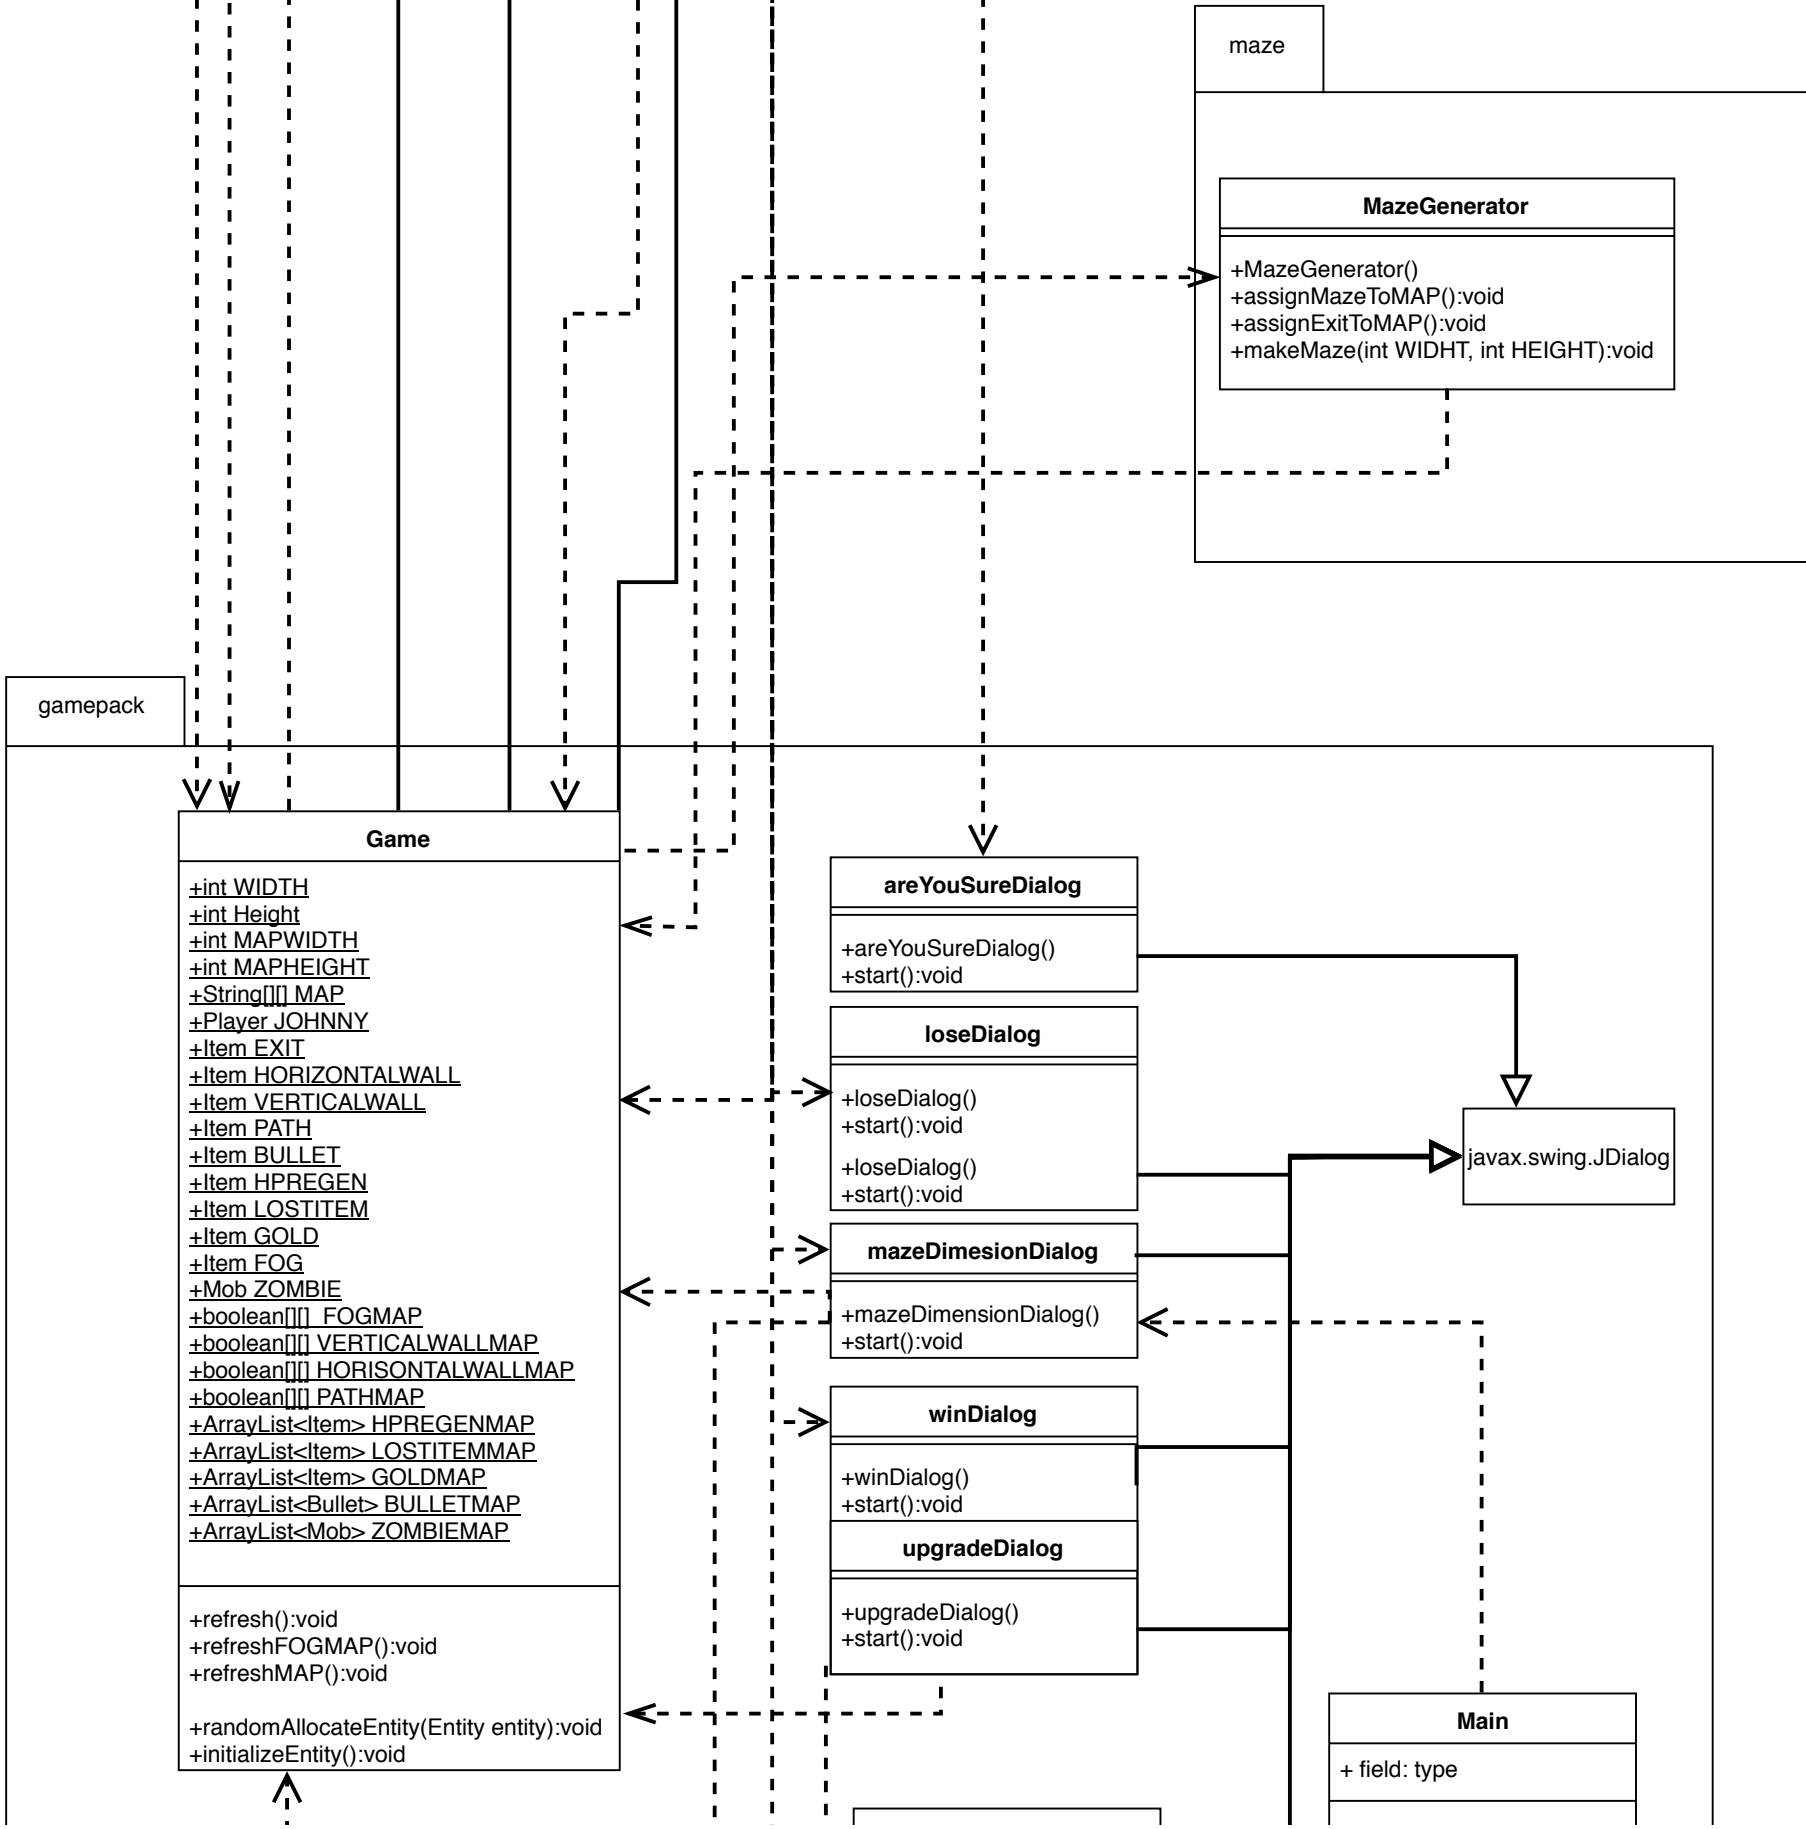 maze
MazeGenerator
+MazeGenerator()
+assignMazeToMAP():void
+assignExitToMAP():void
+makeMaze(int WIDHT, int HEIGHT):void
gamepack
Game
+int WIDTH
+int Height
+int MAPWIDTH
+int MAPHEIGHT
+String[][] MAP
+Player JOHNNY
+Item EXIT
+Item HORIZONTALWALL
+Item VERTICALWALL
+Item PATH
+Item BULLET
+Item HPREGEN
+Item LOSTITEM
+Item GOLD
+Item FOG
+Mob ZOMBIE
+boolean[][] FOGMAP
+boolean[][] VERTICALWALLMAP
+boolean[][] HORISONTALWALLMAP
+boolean[][] PATHMAP
+ArrayList<Item> HPREGENMAP
+ArrayList<Item> LOSTITEMMAP
+ArrayList<Item> GOLDMAP
+ArrayList<Bullet> BULLETMAP
+ArrayList<Mob> ZOMBIEMAP
+refresh():void
+refreshFOGMAP():void
+refreshMAP():void
+randomAllocateEntity(Entity entity):void
+initializeEntity():void
areYouSureDialog
+areYouSureDialog()
+start():void
loseDialog
+loseDialog()
+start():void
+loseDialog()
+start():void
mazeDimesionDialog
+mazeDimensionDialog()
+start():void
winDialog
+winDialog()
+start():void
upgradeDialog
+upgradeDialog()
+start():void
javax.swing.JDialog
Main
+ field: type